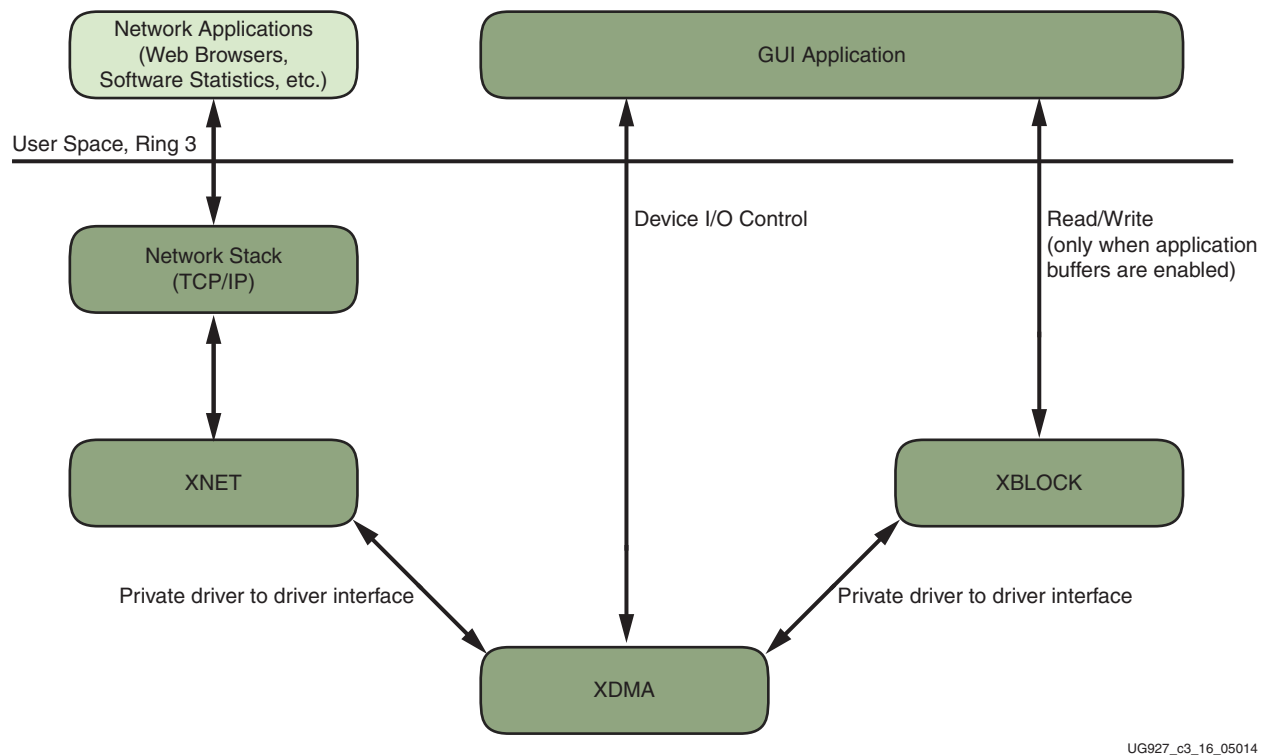 Network Applications
(Web Browsers,
Software Statistics, etc.)
GUI Application
User Space, Ring 3
Device I/O Control
Read/Write
(only when application
buffers are enabled)
Network Stack
(TCP/IP)
XNET
XBLOCK
Private driver to driver interface
Private driver to driver interface
XDMA
UG927_c3_16_05014